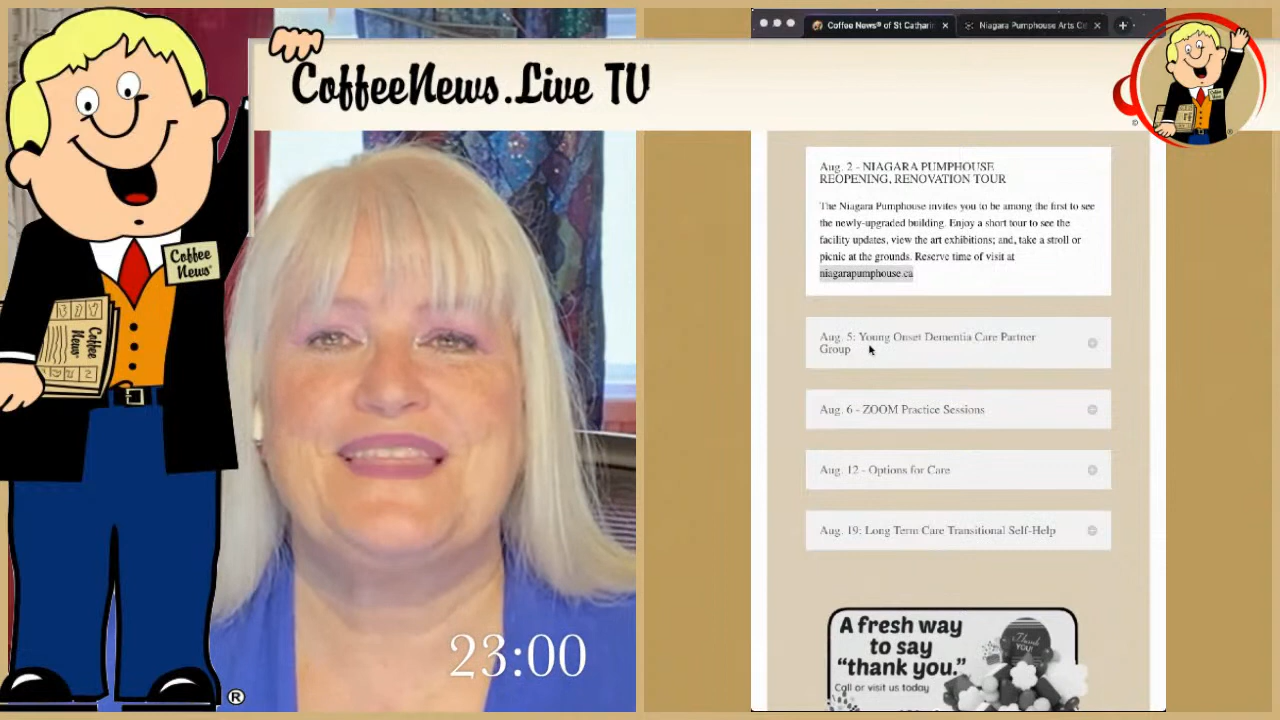 Coffee News® of St Cathari
Niagara Pumphouse Arts Ce
CoffeeNews.Live TV
Coffee
News
Coffee
News®
Coffee
News
Aug. 2 - NIAGARA PUMPHOUSE
REOPENING, RENOVATION TOUR
The Niagara Pumphouse invites you to be among the first to see
the newly-upgraded building. Enjoy a short tour to see the
facility updates, view the art exhibitions; and, take a stroll or
picnic at the grounds. Reserve time of visit at
niagarapumphouse.ca
Aug. 5: Young Onset Dementia Care Partner
Group
Aug. 6 - ZOOM Practice Sessions
Aug. 12 - Options for Care
Aug. 19: Long Term Care Transitional Self-Help
A fresh way
to say
“thank you.”
Call or visit us today
Thank
YOU!
23:00
®